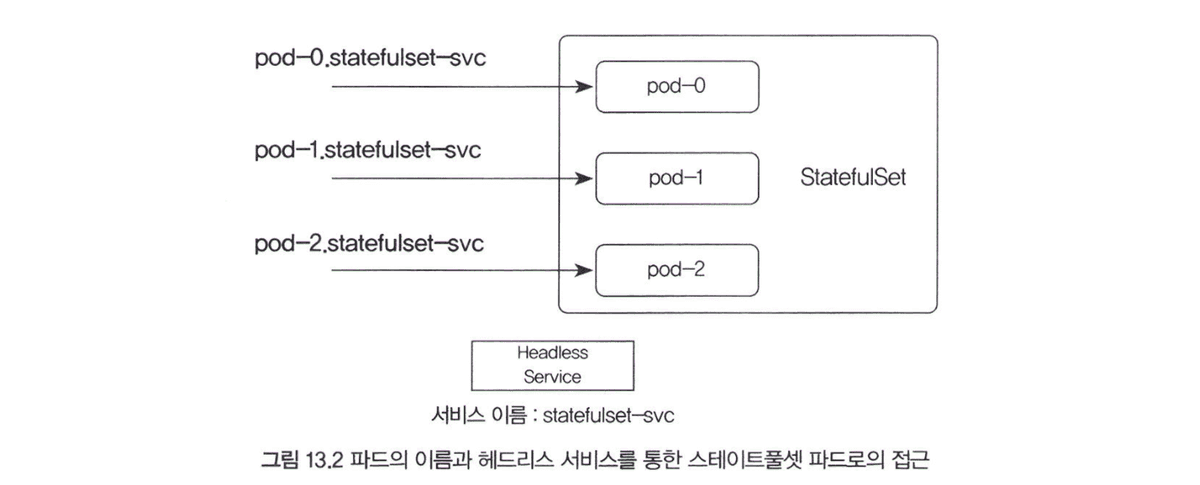 pod-0.statefulset-svc
pod-0
pod-1.statefulset-svc
pod-1
StatefulSet
pod-2.statefulset-svc
pod-2
Headless
Service
서비스 이름 : statefulset-svc
그림 13.2 파드의 이름과 헤드리스 서비스를 통한 스테이트풀셋 파드로의 접근